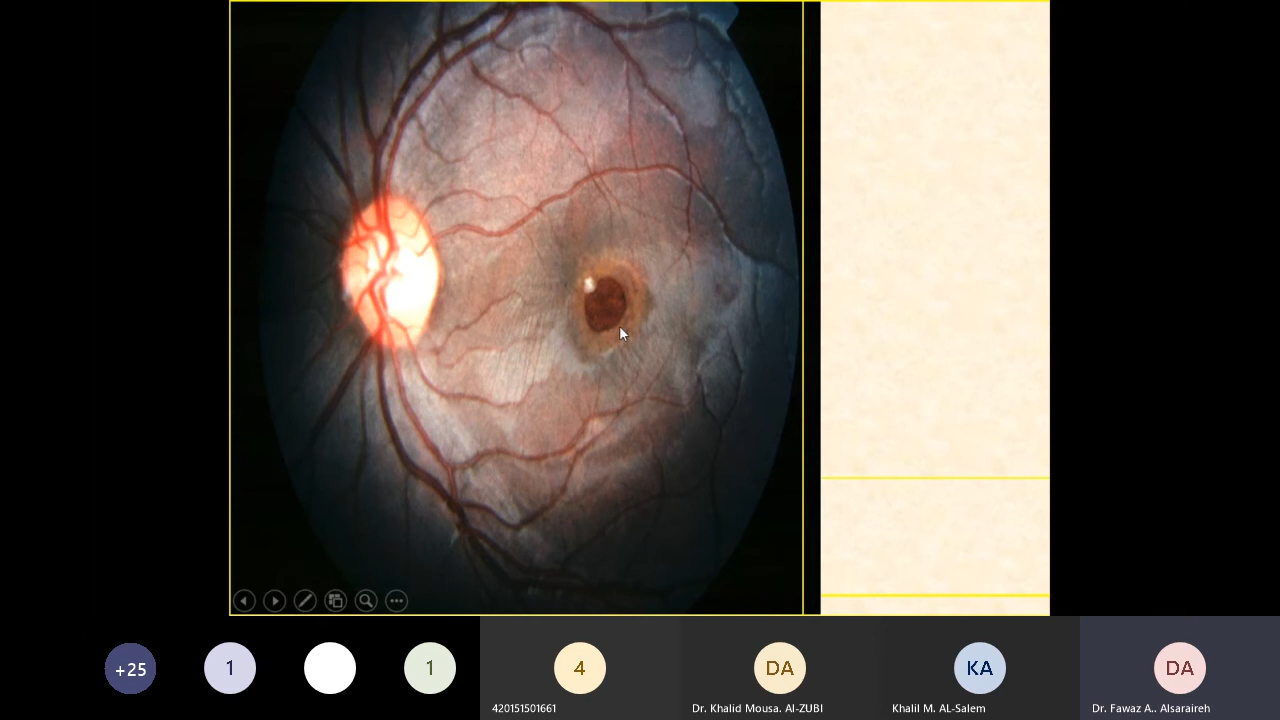 +25
1
1
4
DA
KA
DA
420151501661
Dr. Khalid Mousa. Al-ZUBI
Khalil M. AL-Salem
Dr. Fawaz A.. Alsaraireh